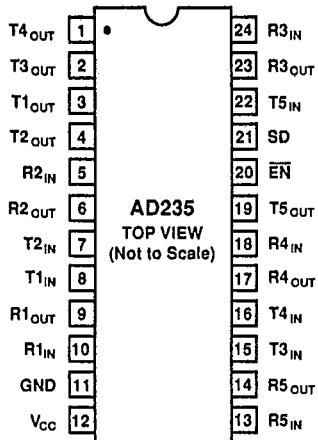 T4OUT 1 24 R3IN
T3OUT 2 23 R3OUT
T1OUT 3 22 T5IN
T2OUT 4 21 SD
R2IN 5 20 E̅N̅
R2OUT 6 AD235 19 T5OUT
TOP VIEW
T2IN 7 (Not to Scale) 18 R4IN
T1IN 8 17 R4OUT
R1OUT 9 16 T4IN
R1IN 10 15 T3IN
GND 11 14 R5OUT
VCC 12 13 R5IN